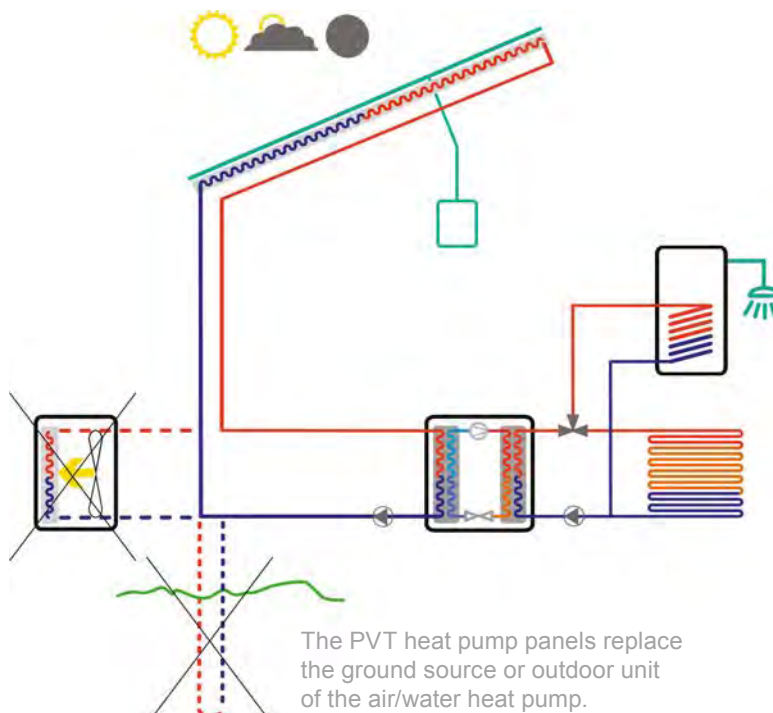 The PVT heat pump panels replace
the ground source or outdoor unit
of the air/water heat pump.